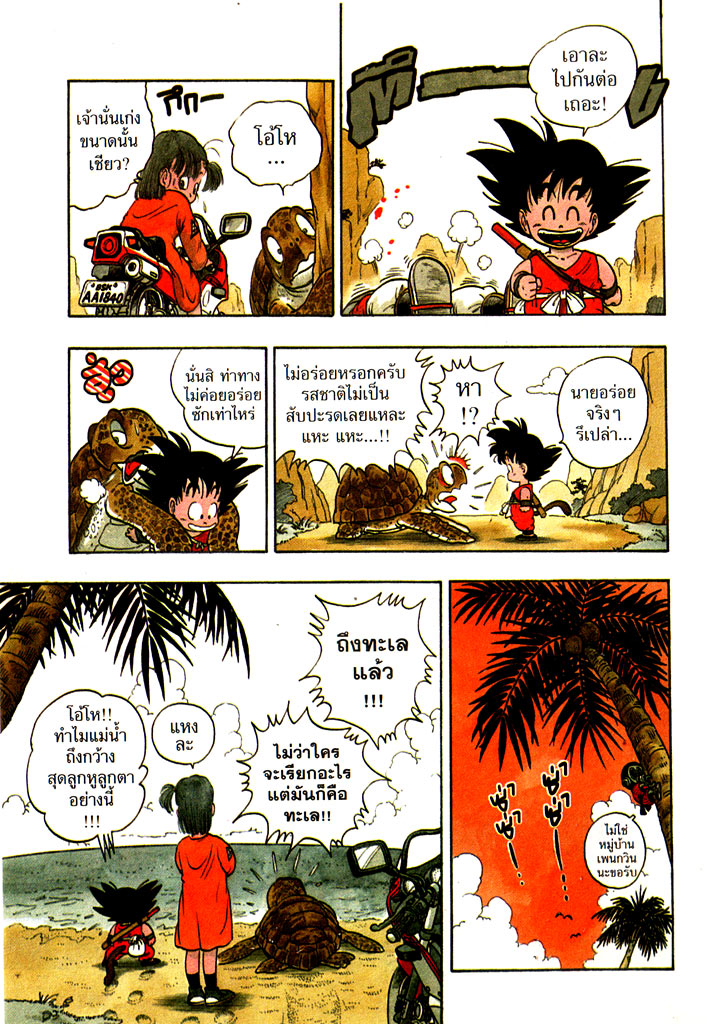 เอาละ
ไปกันต่อ
เถอะ!
โอ้โห
...
กึก—
เจ้านั่นเก่ง
ขนาดนั้น
เชียว?
BSK
AA1840
นายอร่อย
จริงๆ
รึเปล่า...
หา
!?
ไม่อร่อยหรอกครับ
รสชาติไม่เป็น
สับปะรดเลยแหละ
แหะ แหะ...!!
นั่นสิ ท่าทาง
ไม่ค่อยอร่อย
ซักเท่าไหร่
ซ่า
ซ่า
ซ่า
ซ่า
ไม่ใช่
หมู่บ้าน
เพนกวิน
นะขอรับ
ถึงทะเล
แล้ว
!!!
ไม่ว่าใคร
จะเรียกอะไร
แต่มันก็คือ
ทะเล!!
แหง
ละ
โอ้โห!!
ทำไมแม่น้ำ
ถึงกว้าง
สุดลูกหูลูกตา
อย่างนี้
!!!